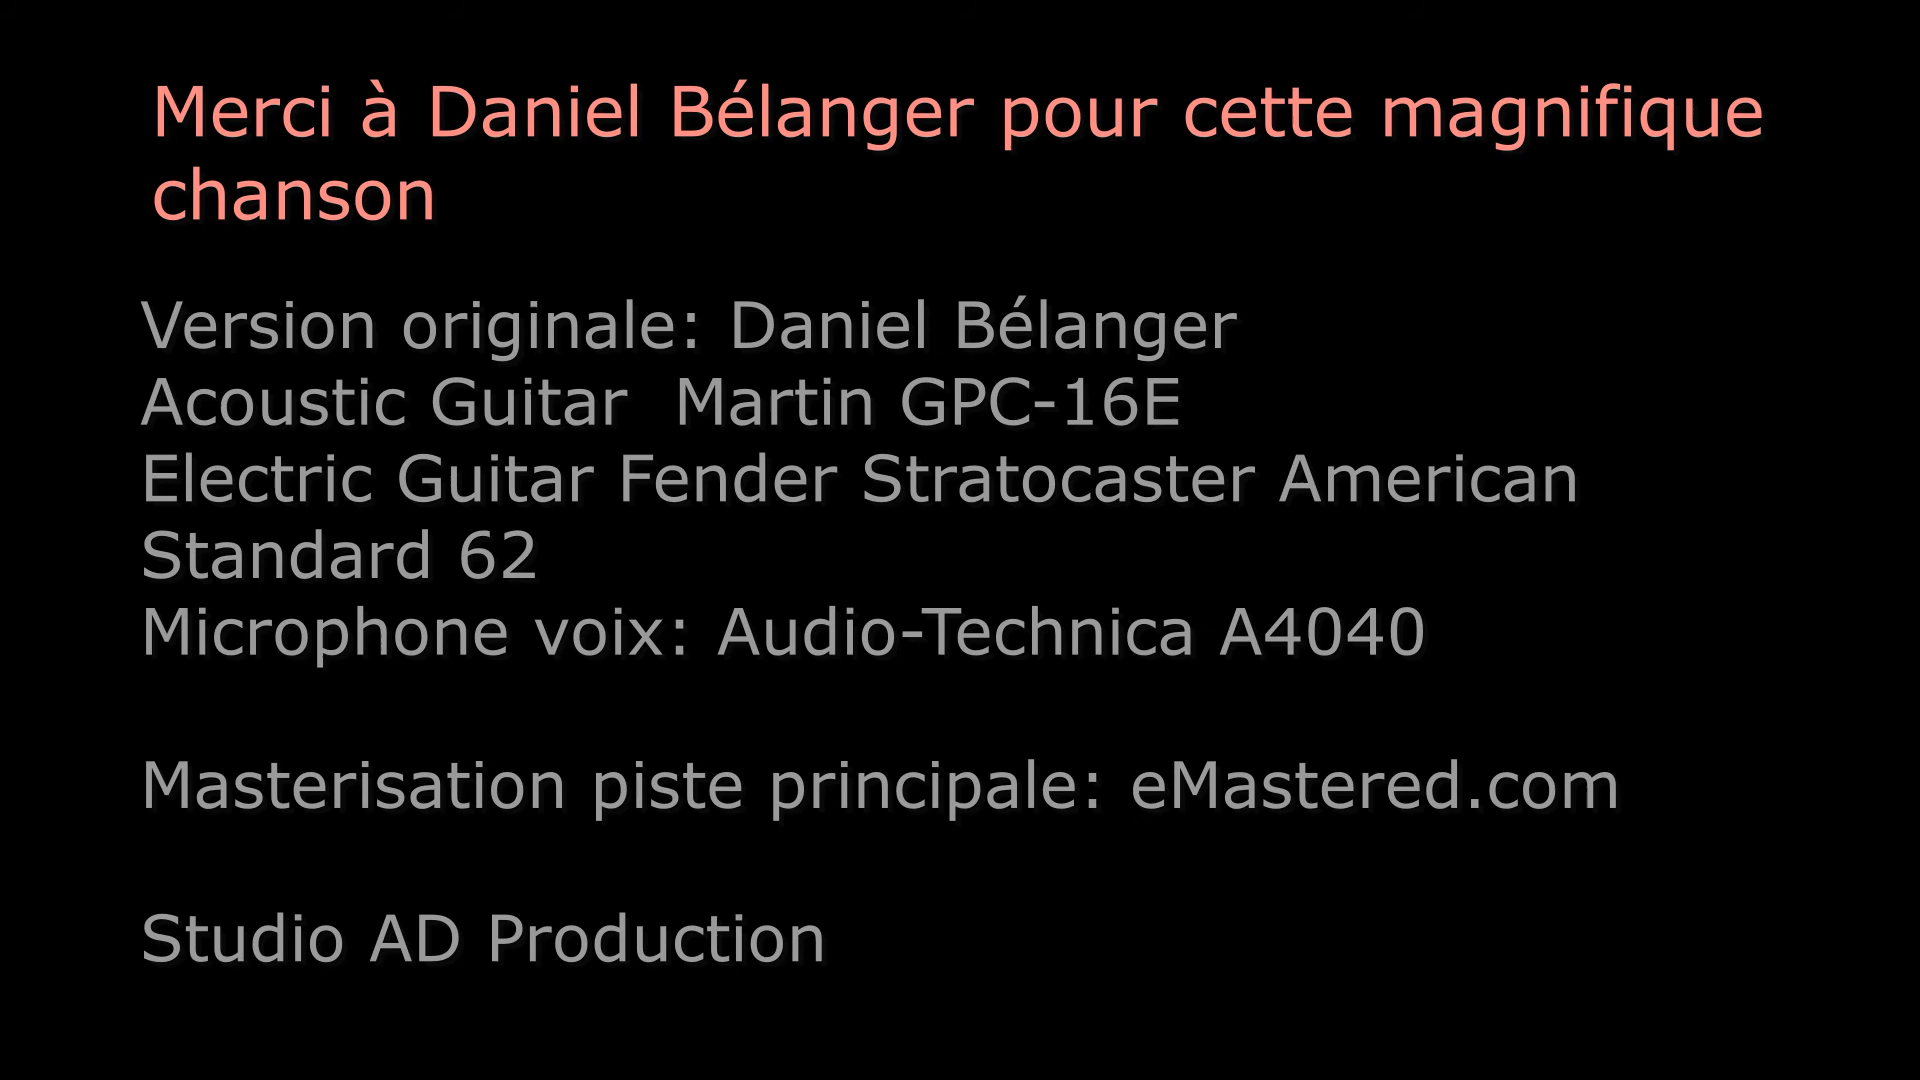 Merci à Daniel Bélanger pour cette magnifique
chanson
Version originale: Daniel Bélanger
Acoustic Guitar  Martin GPC-16E
Electric Guitar Fender Stratocaster American
Standard 62
Microphone voix: Audio-Technica A4040
Masterisation piste principale: eMastered.com
Studio AD Production